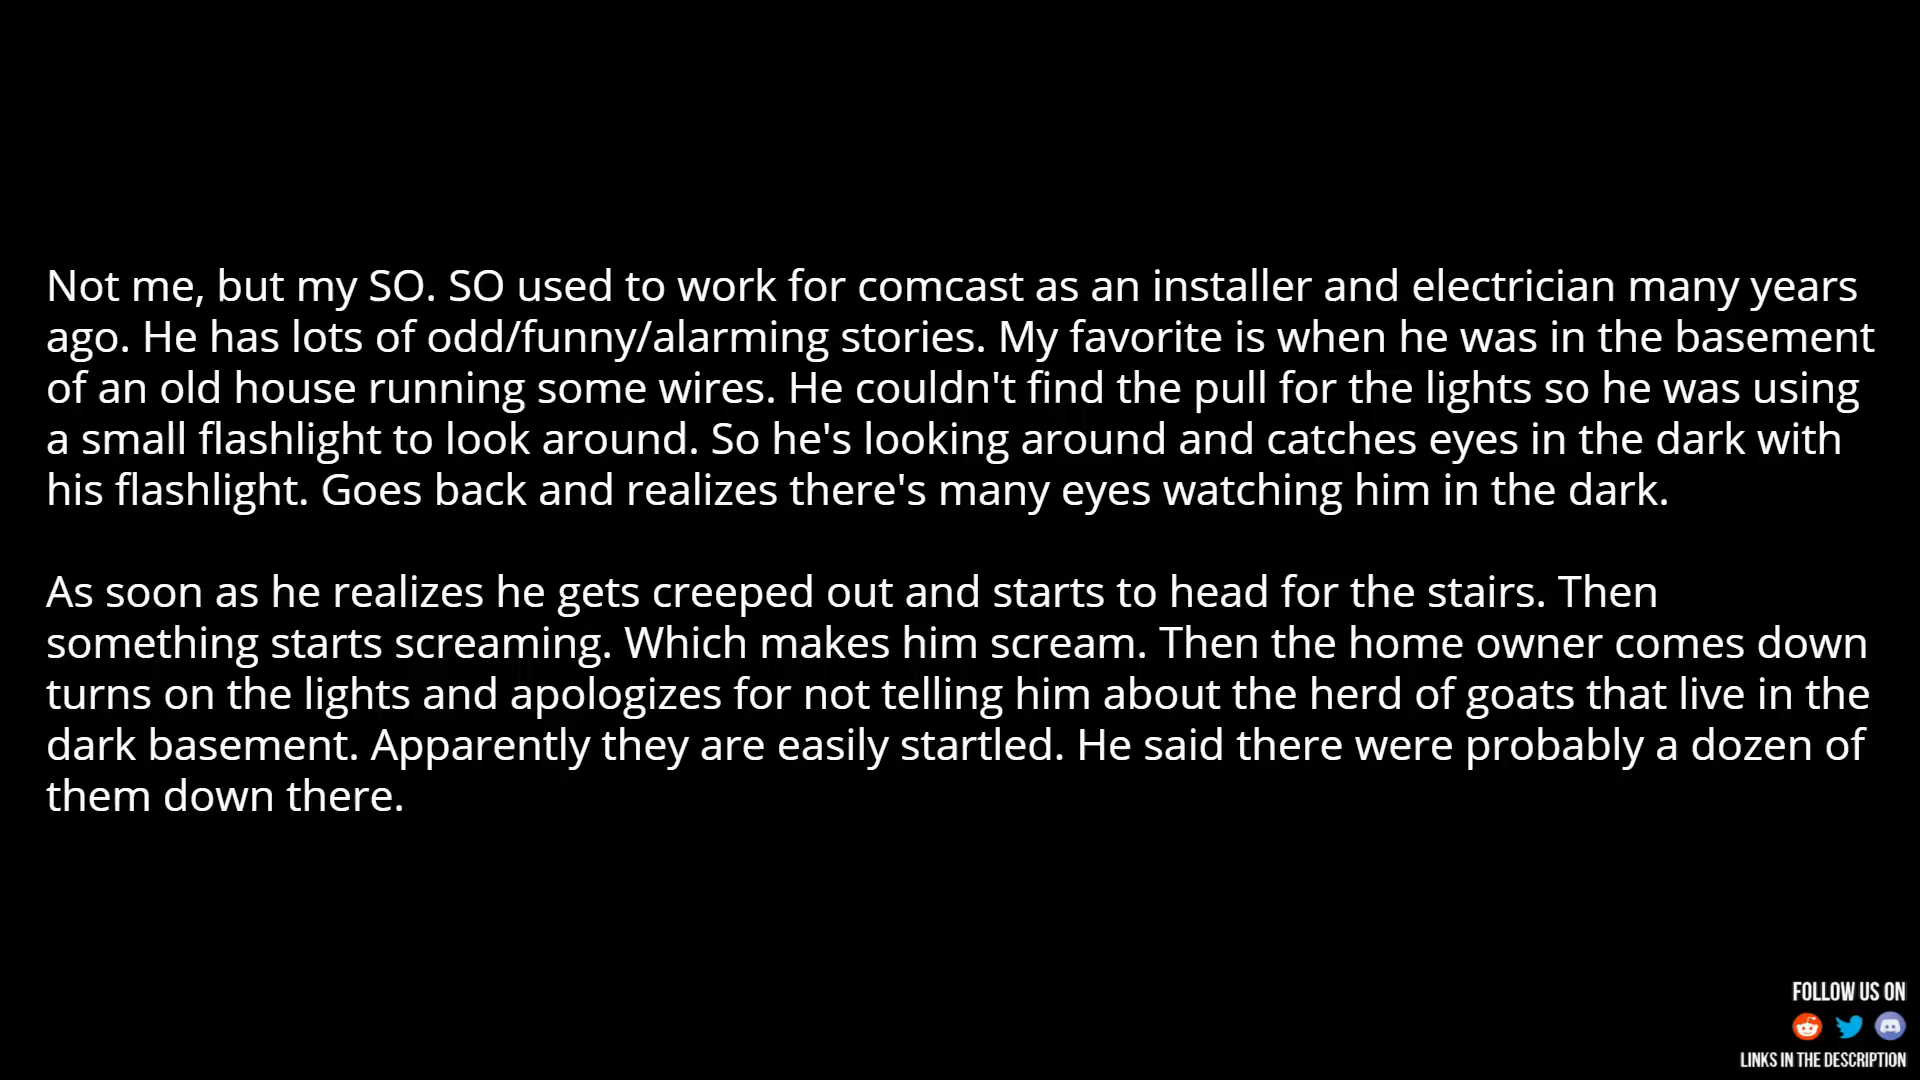 Not me, but my SO. SO used to work for comcast as an installer and electrician many years
ago. He has lots of odd/funny/alarming stories. My favorite is when he was in the basement
of an old house running some wires. He couldn't find the pull for the lights so he was using
a small flashlight to look around. So he's looking around and catches eyes in the dark with
his flashlight. Goes back and realizes there's many eyes watching him in the dark.
As soon as he realizes he gets creeped out and starts to head for the stairs. Then
something starts screaming. Which makes him scream. Then the home owner comes down
turns on the lights and apologizes for not telling him about the herd of goats that live in the
dark basement. Apparently they are easily startled. He said there were probably a dozen of
them down there.
FOLLOW US ON
LINKS IN THE DESCRIPTION